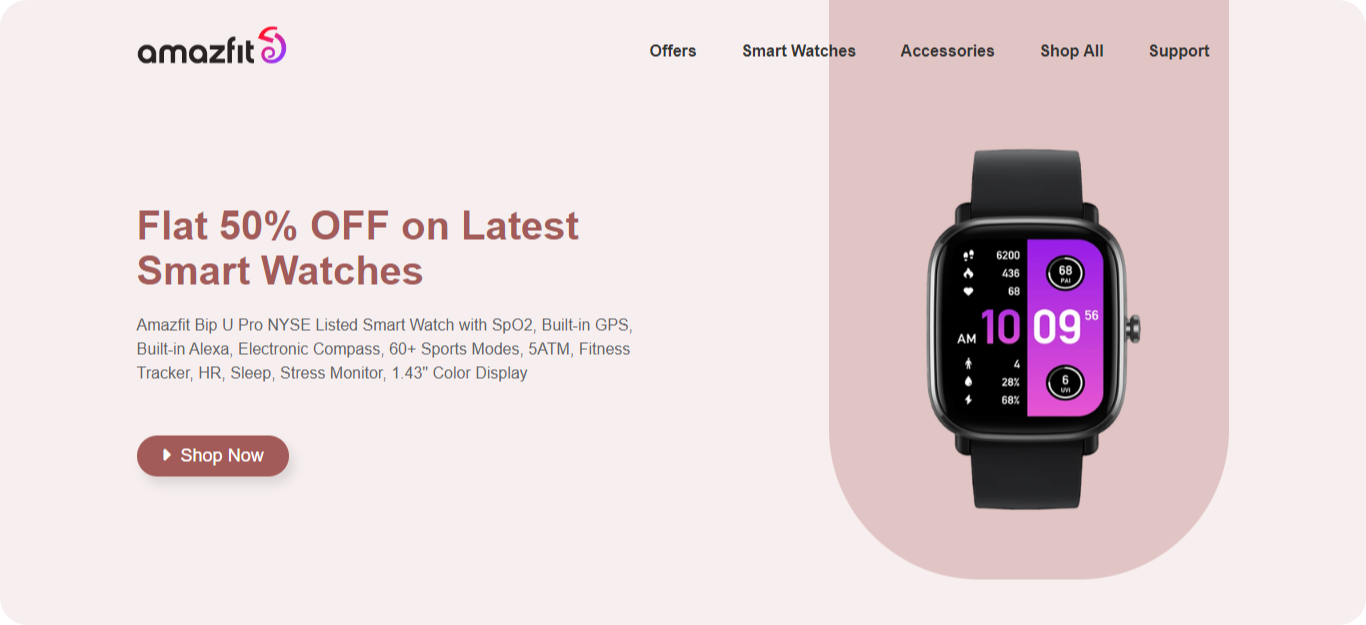 amazfit
Offers Smart Watches Accessories Shop All Support
Flat 50% OFF on Latest
Smart Watches
Amazfit Bip U Pro NYSE Listed Smart Watch with SpO2, Built-in GPS,
Built-in Alexa, Electronic Compass, 60+ Sports Modes, 5ATM, Fitness
Tracker, HR, Sleep, Stress Monitor, 1.43" Color Display
Shop Now
6200
436
68
68
PAI
AM 10 09 56
4
28%
68%
6
UVI